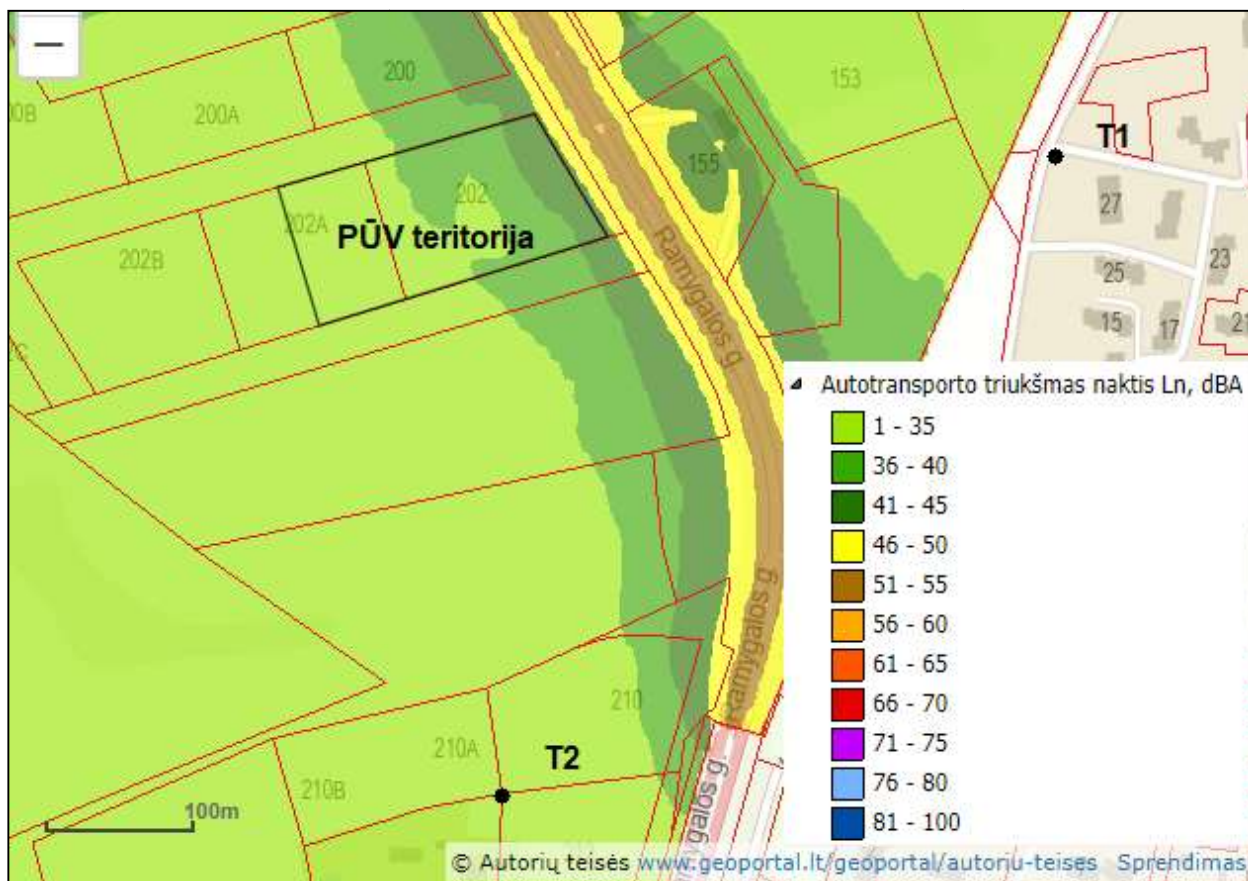 200
153
200A
00B
T1
155
202
202A
27
PŪV teritorija
202B
Ramygalos g.
23
25
15
17
21
Autotransporto triukšmas naktis Ln, dBA
1 - 35
36 - 40
41 - 45
46 - 50
51 - 55
56 - 60
61 - 65
66 - 70
71 - 75
76 - 80
81 - 100
Ramygalos g.
210
210A
T2
210B
100m
mygalos g.
© Autorių teisės www.geoportal.lt/geoportal/autoriu-teises Sprendimas